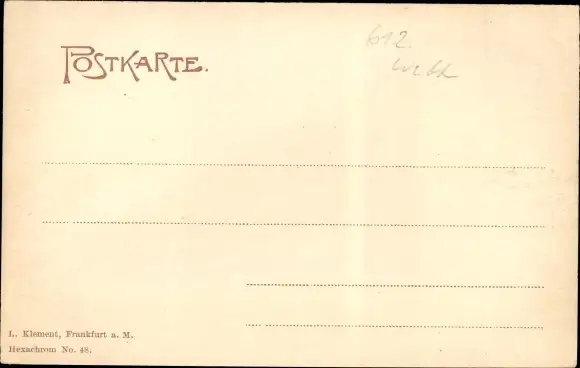 POSTKARTE.
612.
L. Klement, Frankfurt a. M.
Hexachrom No. 48.